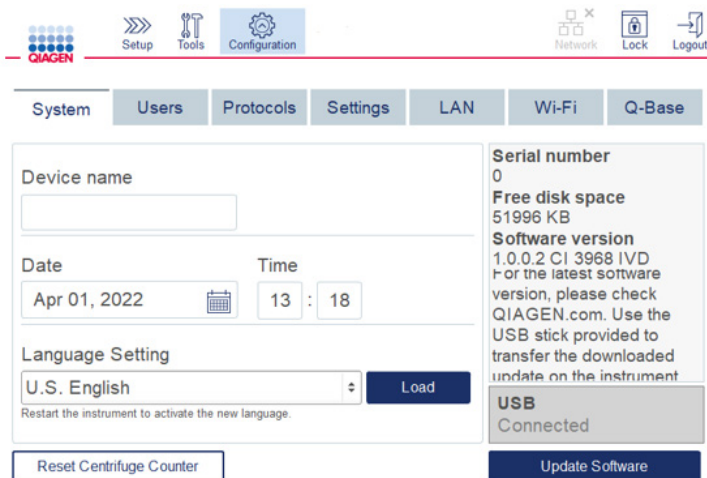 QIAGEN
Setup
Tools
Configuration
Network
Lock
Logout
System
Users
Protocols
Settings
LAN
Wi-Fi
Q-Base
Device name
Date
Time
Apr 01, 2022
13 : 18
Language Setting
U.S. English
Load
Restart the instrument to activate the new language.
Reset Centrifuge Counter
Serial number
0
Free disk space
51996 KB
Software version
1.0.0.2 CI 3968 IVD
For the latest software
version, please check
QIAGEN.com. Use the
USB stick provided to
transfer the downloaded
update on the instrument
USB
Connected
Update Software